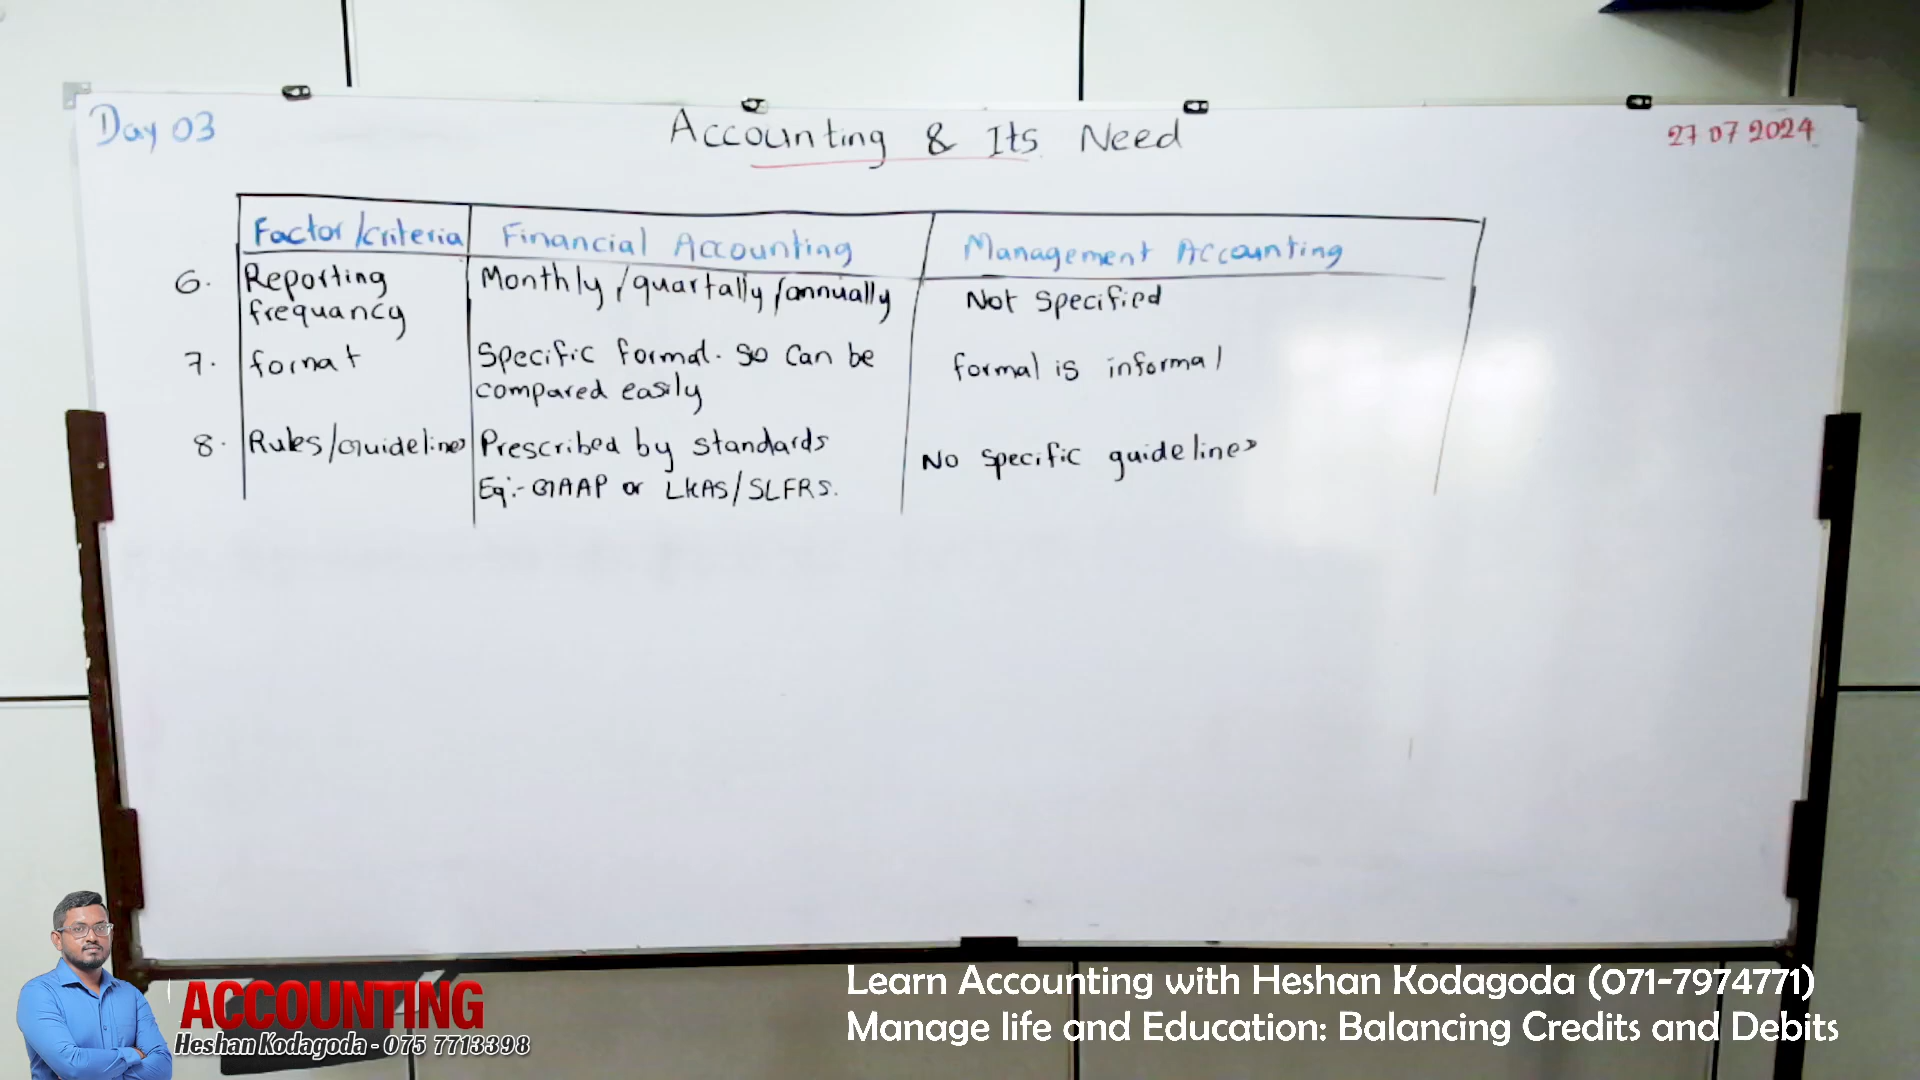 Day 03
Accounting & Its Need
27 07 2024
Factor/criteria Financial Accounting Management Accounting
6. Reporting frequancy Monthly/quartally/annually Not Specified
7. format Specific format. so can be compared easily format is informal
8. Rules/Guidelines Prescribed by standards No specific guidelines
Eg:- GAAP or LKAS/SLFRS.
ACCOUNTING
Heshan Kodagoda - 075 7713398
Learn Accounting with Heshan Kodagoda (071-7974771)
Manage life and Education: Balancing Credits and Debits